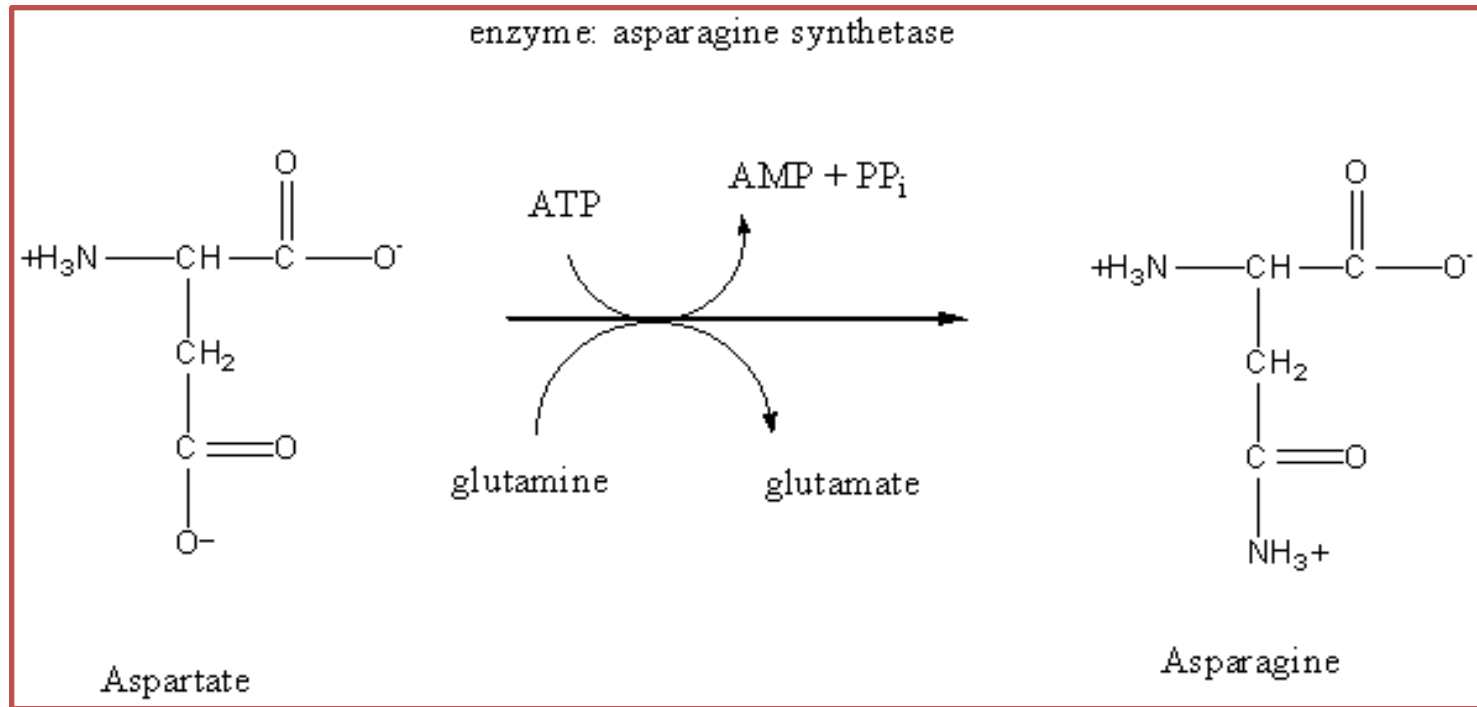 enzyme: asparagine synthetase
O
ATP
AMP + PPi
+H3N CH C O-
CH2
C O
O-
glutamine
glutamate
Aspartate
O
+H3N CH C O-
CH2
C O
NH3+
Asparagine